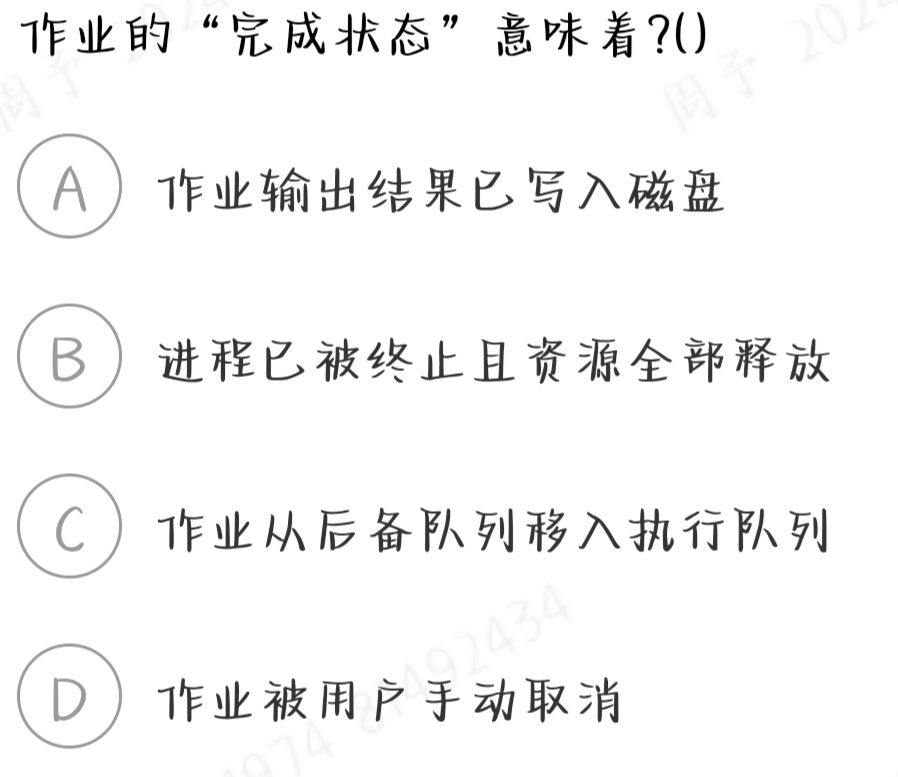 作业的“完成状态”意味着?()
A 作业输出结果已写入磁盘
B 进程已被终止且资源全部释放
C 作业从后备队列移入执行队列
D 作业被用户手动取消